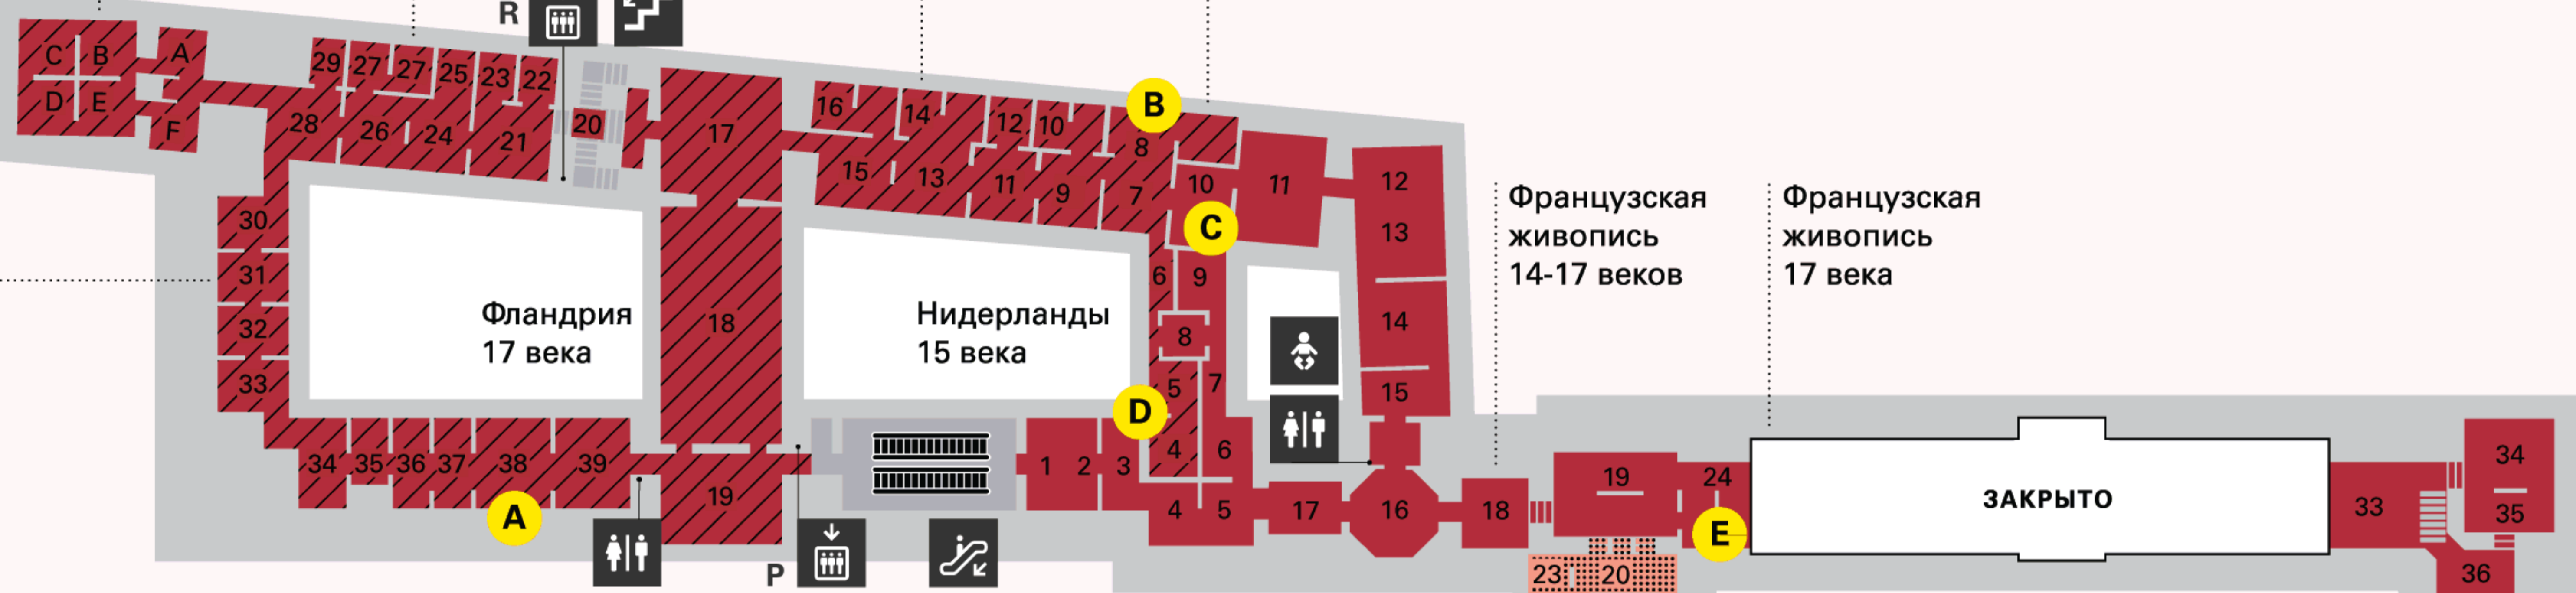 R
C B A 29 27 27 25 23 22
D E F 28 26 24 21 20 17 16 14 12 10 B 8
15 13 11 9 7 10 11 12
C 13
30
31
32
33
18
6 9 14
8
5 7 15
Французская
живопись
14-17 веков
Французская
живопись
17 века
Фландрия
17 века
Нидерланды
15 века
D
34 35 36 37 38 39 19 1 2 3 4 6
4 5 17 16 18 19 24
A
E
ЗАКРЫТО
33 34
35
36
P
23 20